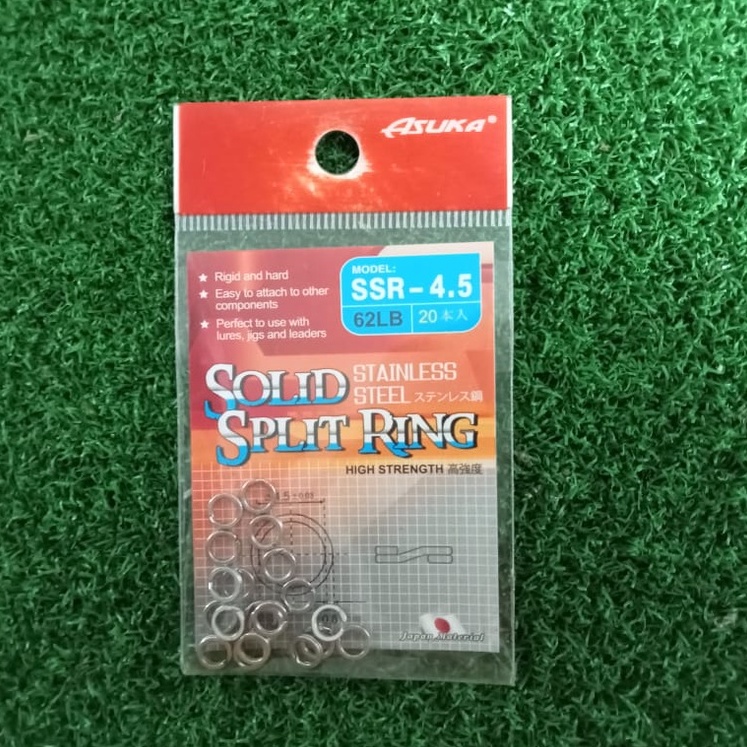 ASUKA®
MODEL:
SSR-4.5
62LB 20本入
★ Rigid and hard
★ Easy to attach to other
components
★ Perfect to use with
lures, jigs and leaders
SOLID STAINLESS
STEEL ステンレス鋼
SPLIT RING
HIGH STRENGTH 高強度
Japan Material